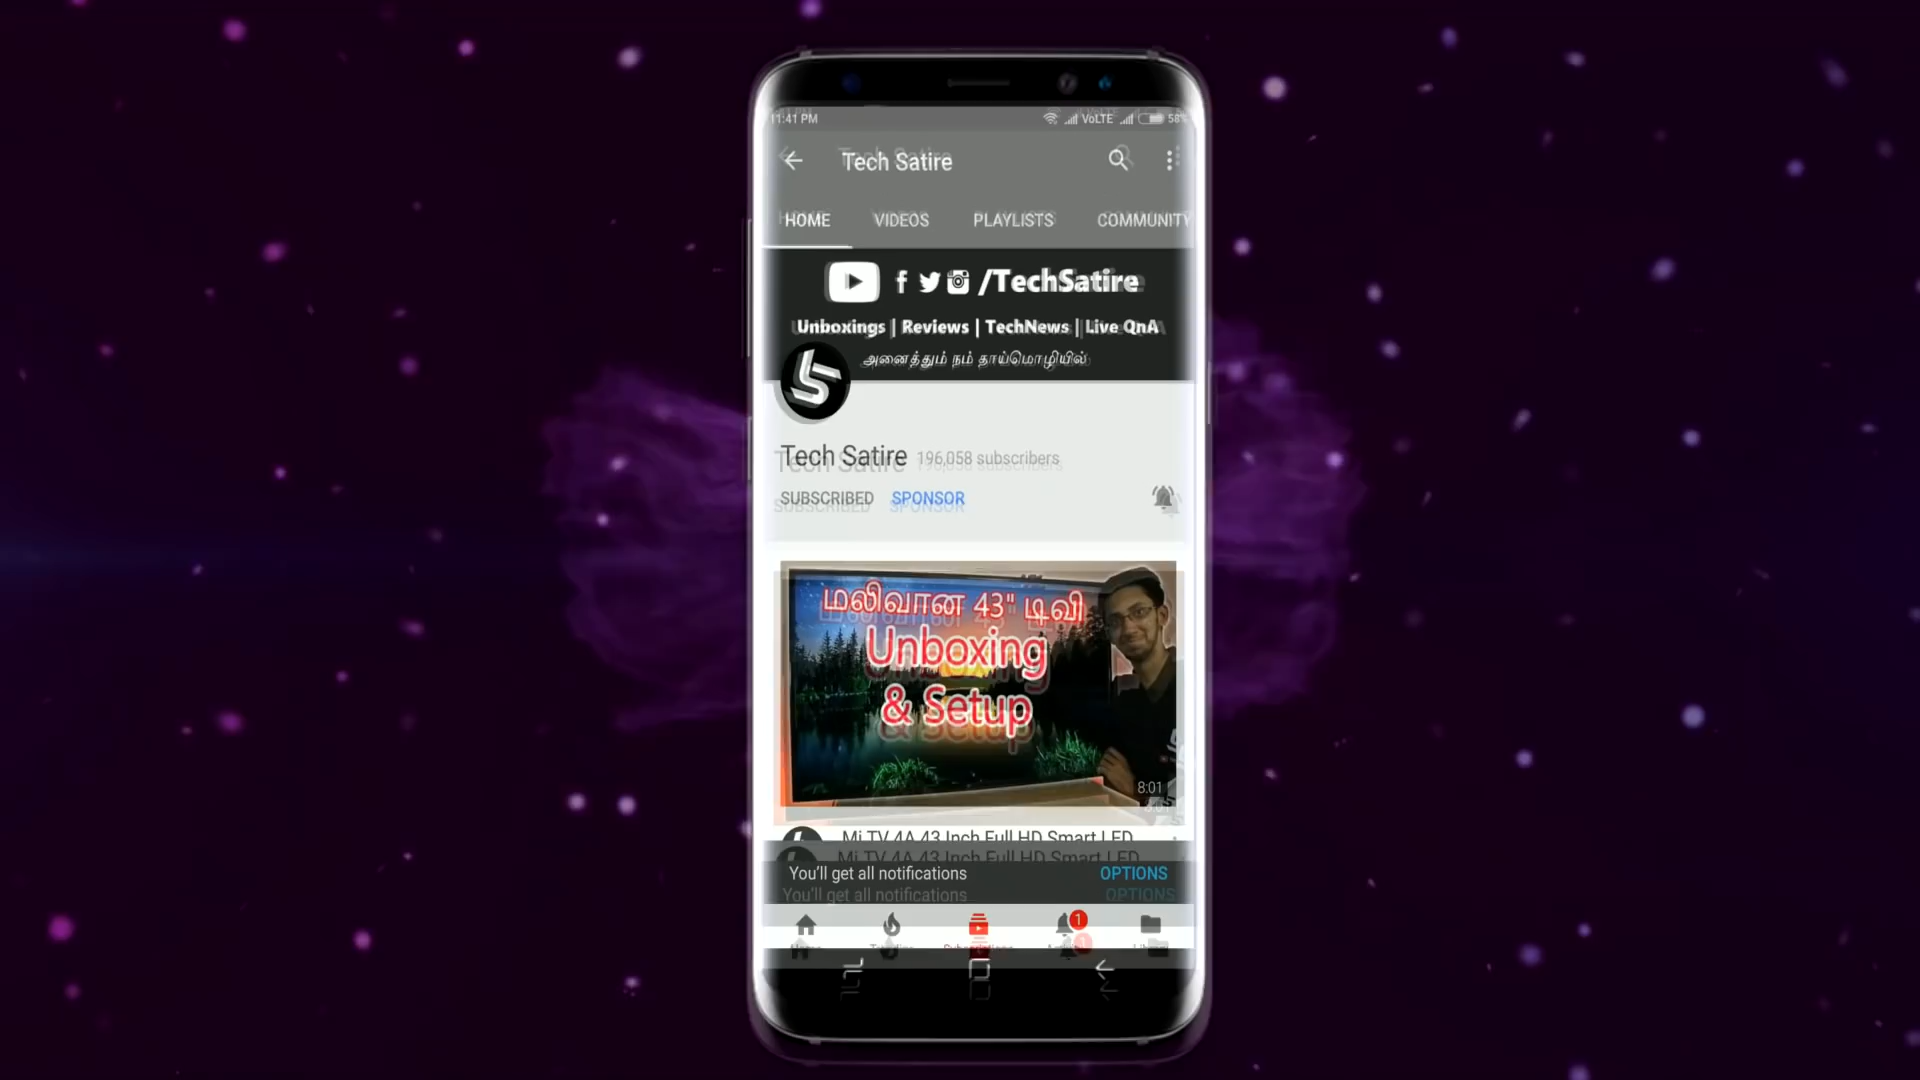 11:41 PM VoLTE 58%
Tech Satire
HOME VIDEOS PLAYLISTS COMMUNITY
/TechSatire
Unboxings | Reviews | TechNews | Live QnA
அனைத்தும் நம் தாய்மொழியில்
Tech Satire 196,058 subscribers
SUBSCRIBED SPONSOR
மலிவான 43" டிவி
Unboxing
& Setup
8:01
Mi TV 4A 43 Inch Full HD Smart LED
You'll get all notifications OPTIONS
1